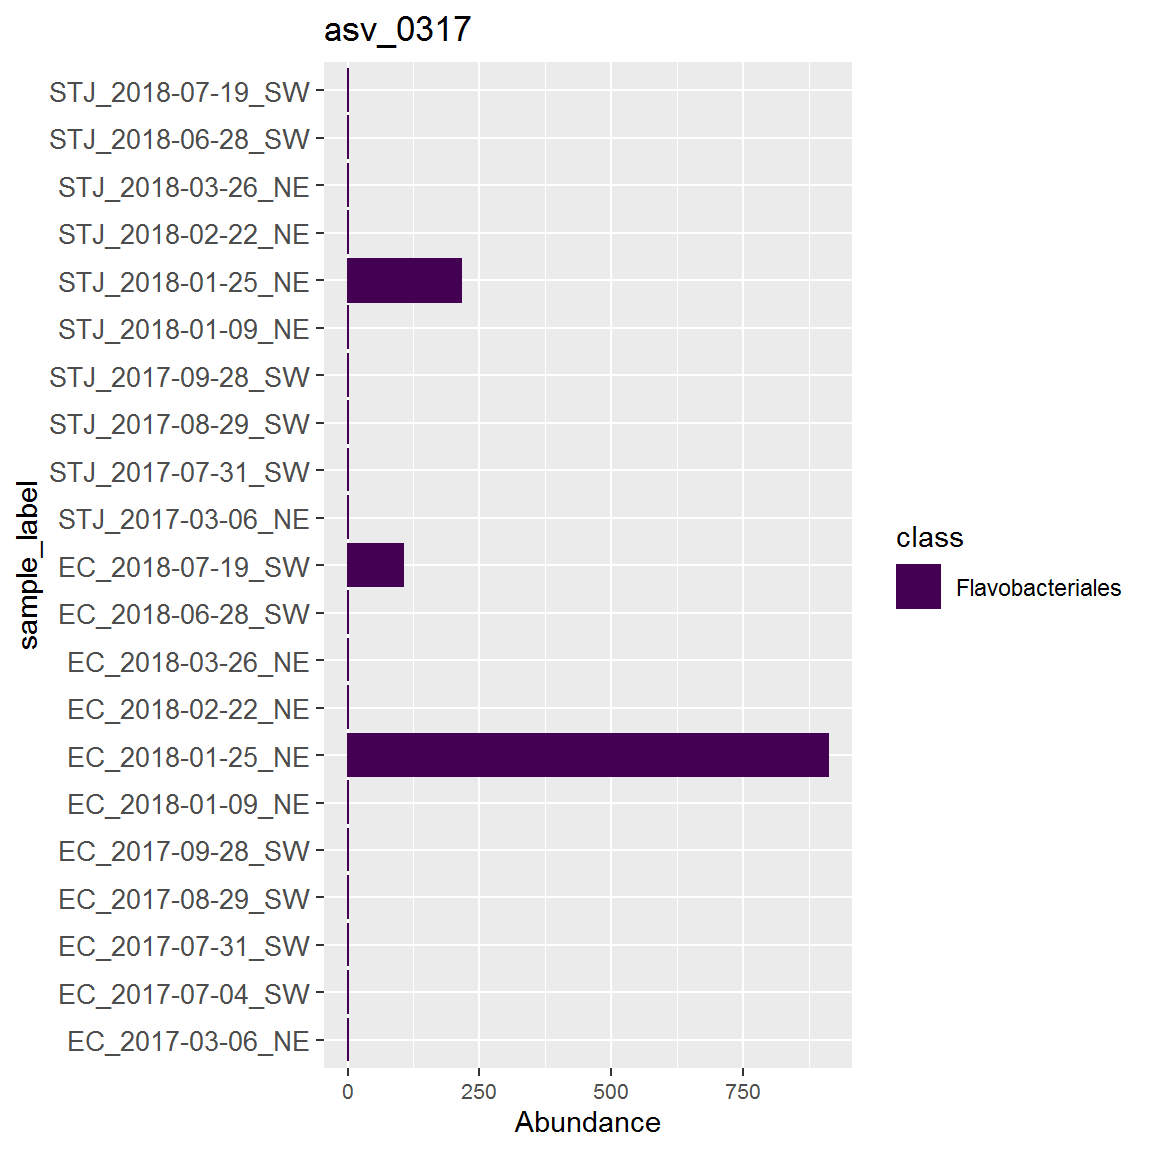 asv_0317
STJ_2018-07-19_SW
STJ_2018-06-28_SW
STJ_2018-03-26_NE
STJ_2018-02-22_NE
STJ_2018-01-25_NE
STJ_2018-01-09_NE
STJ_2017-09-28_SW
STJ_2017-08-29_SW
STJ_2017-07-31_SW
STJ_2017-03-06_NE
EC_2018-07-19_SW
EC_2018-06-28_SW
EC_2018-03-26_NE
EC_2018-02-22_NE
EC_2018-01-25_NE
EC_2018-01-09_NE
EC_2017-09-28_SW
EC_2017-08-29_SW
EC_2017-07-31_SW
EC_2017-07-04_SW
EC_2017-03-06_NE
sample_label
0 250 500 750
Abundance
class
Flavobacteriales